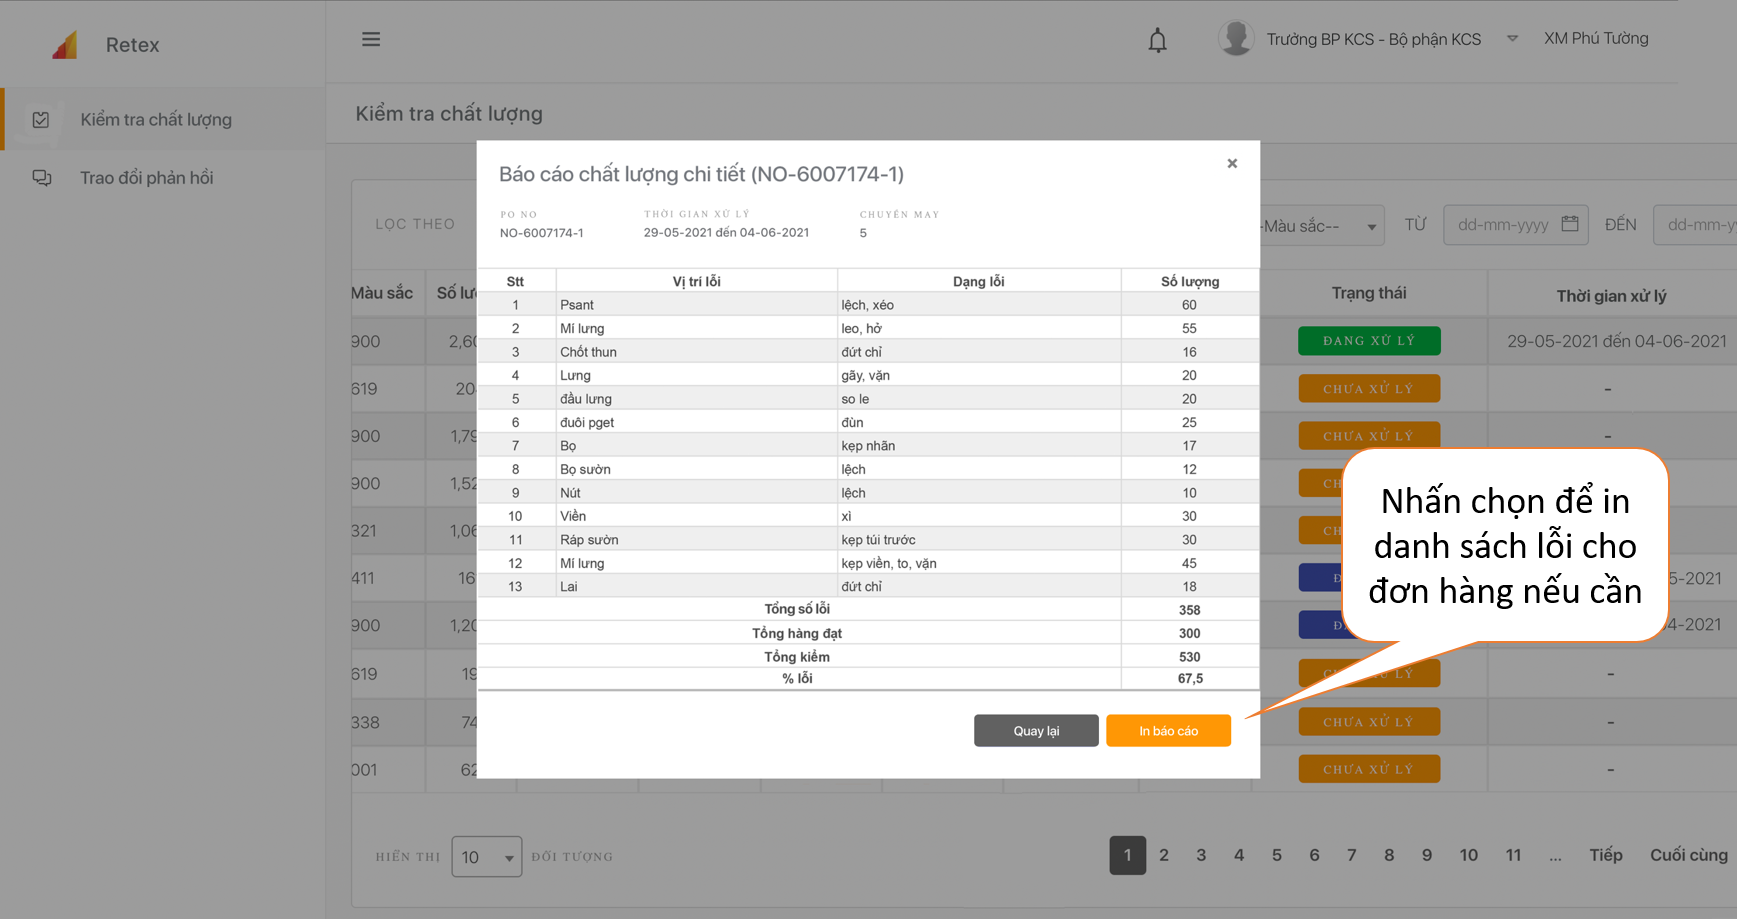 Retex
Trưởng BP KCS - Bộ phận KCS
XM Phú Tường
Kiểm tra chất lượng
Trao đổi phản hồi
Kiểm tra chất lượng
LỌC THEO
-Màu sắc--
TỪ
dd-mm-yyyy
ĐẾN
dd-mm-y
Màu sắc Số lư Trạng thái Thời gian xử lý
900 2,60 ĐANG XỬ LÝ 29-05-2021 đến 04-06-2021
619 20 CHƯA XỬ LÝ -
900 1,79 CHƯA XỬ LÝ -
900 1,52 CH
321 1,06 CH
411 16 Đ 5-2021
900 1,20 Đ 4-2021
619 19 LÝ -
338 74 CHƯA XỬ LÝ -
001 62 CHƯA XỬ LÝ -
Báo cáo chất lượng chi tiết (NO-6007174-1)
×
PO NO THỜI GIAN XỬ LÝ CHUYỀN MAY
NO-6007174-1 29-05-2021 đến 04-06-2021 5
Stt Vị trí lỗi Dạng lỗi Số lượng
1 Psant lệch, xéo 60
2 Mí lưng leo, hở 55
3 Chốt thun đứt chỉ 16
4 Lưng gãy, vặn 20
5 đầu lưng so le 20
6 đuôi pget đùn 25
7 Bọ kẹp nhãn 17
8 Bọ sườn lệch 12
9 Nút lệch 10
10 Viền xì 30
11 Ráp sườn kẹp túi trước 30
12 Mí lưng kẹp viền, to, vặn 45
13 Lai đứt chỉ 18
Tổng số lỗi 358
Tổng hàng đạt 300
Tổng kiểm 530
% lỗi 67,5
Quay lại In báo cáo
Nhấn chọn để in
danh sách lỗi cho
đơn hàng nếu cần
HIỂN THỊ 10 ĐỐI TƯỢNG
1 2 3 4 5 6 7 8 9 10 11 ... Tiếp Cuối cùng